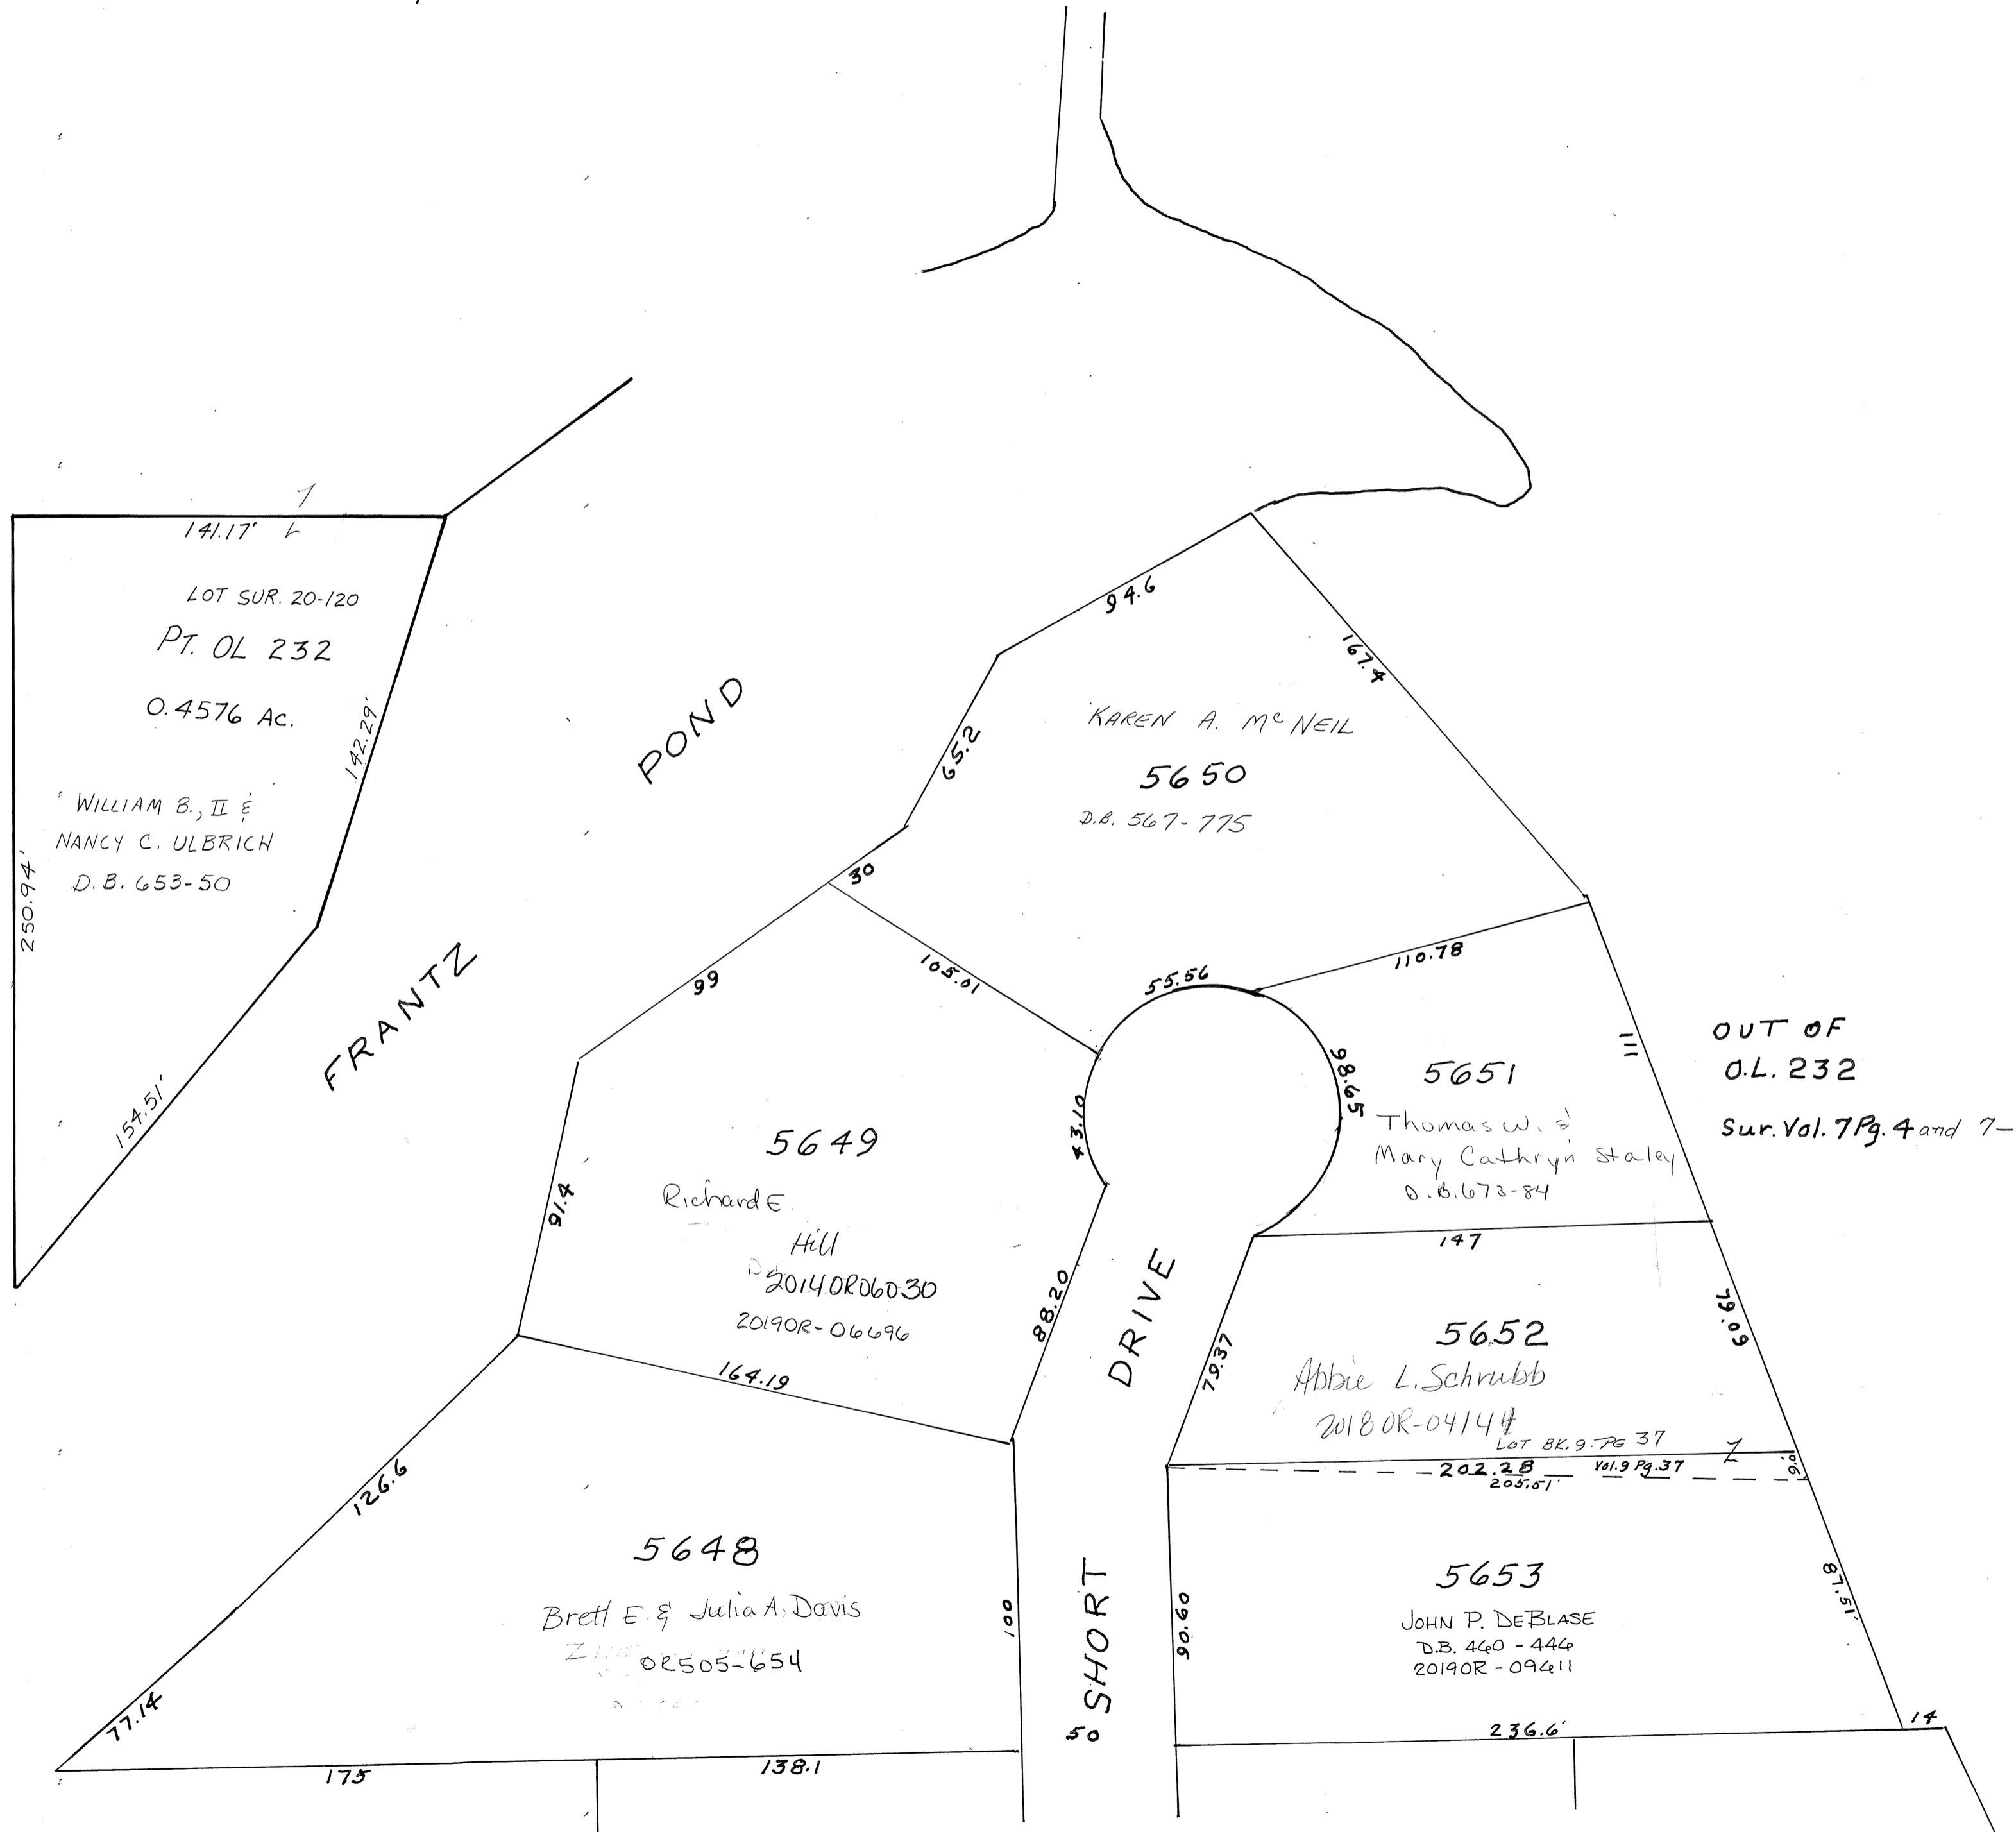 141.17'
LOT SUR. 20-120
PT. OL 232
0.4576 AC.
142.29'
WILLIAM B., II &
NANCY C. ULBRICH
D.B. 653-50
250.94'
154.51'
FRANTZ
POND
94.6
167.4
65.2
KAREN A. McNEIL
5650
D.B. 567-775
30
105.01
99
55.56
110.78
98.65
43.10
111
OUT OF
O.L. 232
Sur. Vol. 7 Pg. 4 and 7-
5651
Thomas W. &
Mary Cathryn Staley
D.B. 673-84
147
5649
Richard E.
Hill
2014OR06030
2019OR-06696
91.4
88.20
164.19
DRIVE
79.37
79.09
5652
Abbie L. Schrubb
2018OR-04144
LOT BK. 9. PG 37
202.28
Vol.9 Pg.37
205.51'
126.6
77.14
5648
Brett E. & Julia A. Davis
OR505-654
100
SHORT
50
90.60
5653
JOHN P. DEBLASE
D.B. 460-446
2019OR-09611
87.51'
236.6'
14
175
138.1